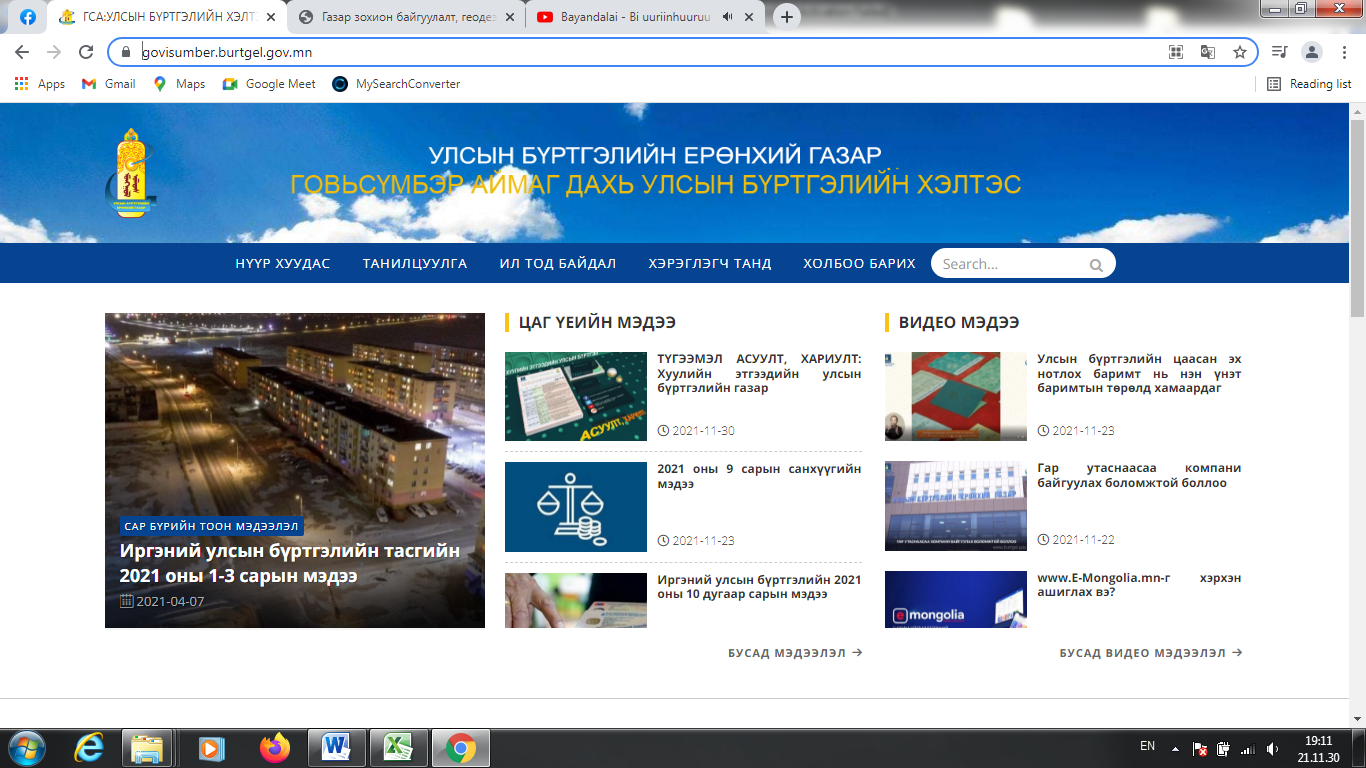 ГСА:УЛСЫН БҮРТГЭЛИЙН ХЭЛТ
Газар зохион байгуулалт, геодез
Bayandalai - Bi uuriinhuuruu
govisumber.burtgel.gov.mn
Apps
Gmail
Maps
Google Meet
MySearchConverter
Reading list
УЛСЫН БҮРТГЭЛИЙН ЕРӨНХИЙ ГАЗАР
ГОВЬСҮМБЭР АЙМАГ ДАХЬ УЛСЫН БҮРТГЭЛИЙН ХЭЛТЭС
НҮҮР ХУУДАС
ТАНИЛЦУУЛГА
ИЛ ТОД БАЙДАЛ
ХЭРЭГЛЭГЧ ТАНД
ХОЛБОО БАРИХ
Search...
САР БҮРИЙН ТООН МЭДЭЭЛЭЛ
Иргэний улсын бүртгэлийн тасгийн
2021 оны 1-3 сарын мэдээ
2021-04-07
ЦАГ ҮЕИЙН МЭДЭЭ
АСУУЛТ,
ТҮГЭЭМЭЛ АСУУЛТ, ХАРИУЛТ:
Хуулийн этгээдийн улсын
бүртгэлийн газар
2021-11-30
2021 оны 9 сарын санхүүгийн
мэдээ
2021-11-23
Иргэний улсын бүртгэлийн 2021
оны 10 дугаар сарын мэдээ
БУСАД МЭДЭЭЛЭЛ →
ВИДЕО МЭДЭЭ
Улсын бүртгэлийн цаасан эх
нотлох баримт нь нэн үнэт
баримтын төрөлд хамаардаг
2021-11-23
Гар утаснаасаа компани
байгуулах боломжтой боллоо
2021-11-22
e mongolia
www.E-Mongolia.mn-г хэрхэн
ашиглах вэ?
БУСАД ВИДЕО МЭДЭЭЛЭЛ →
EN
19:11
21.11.30